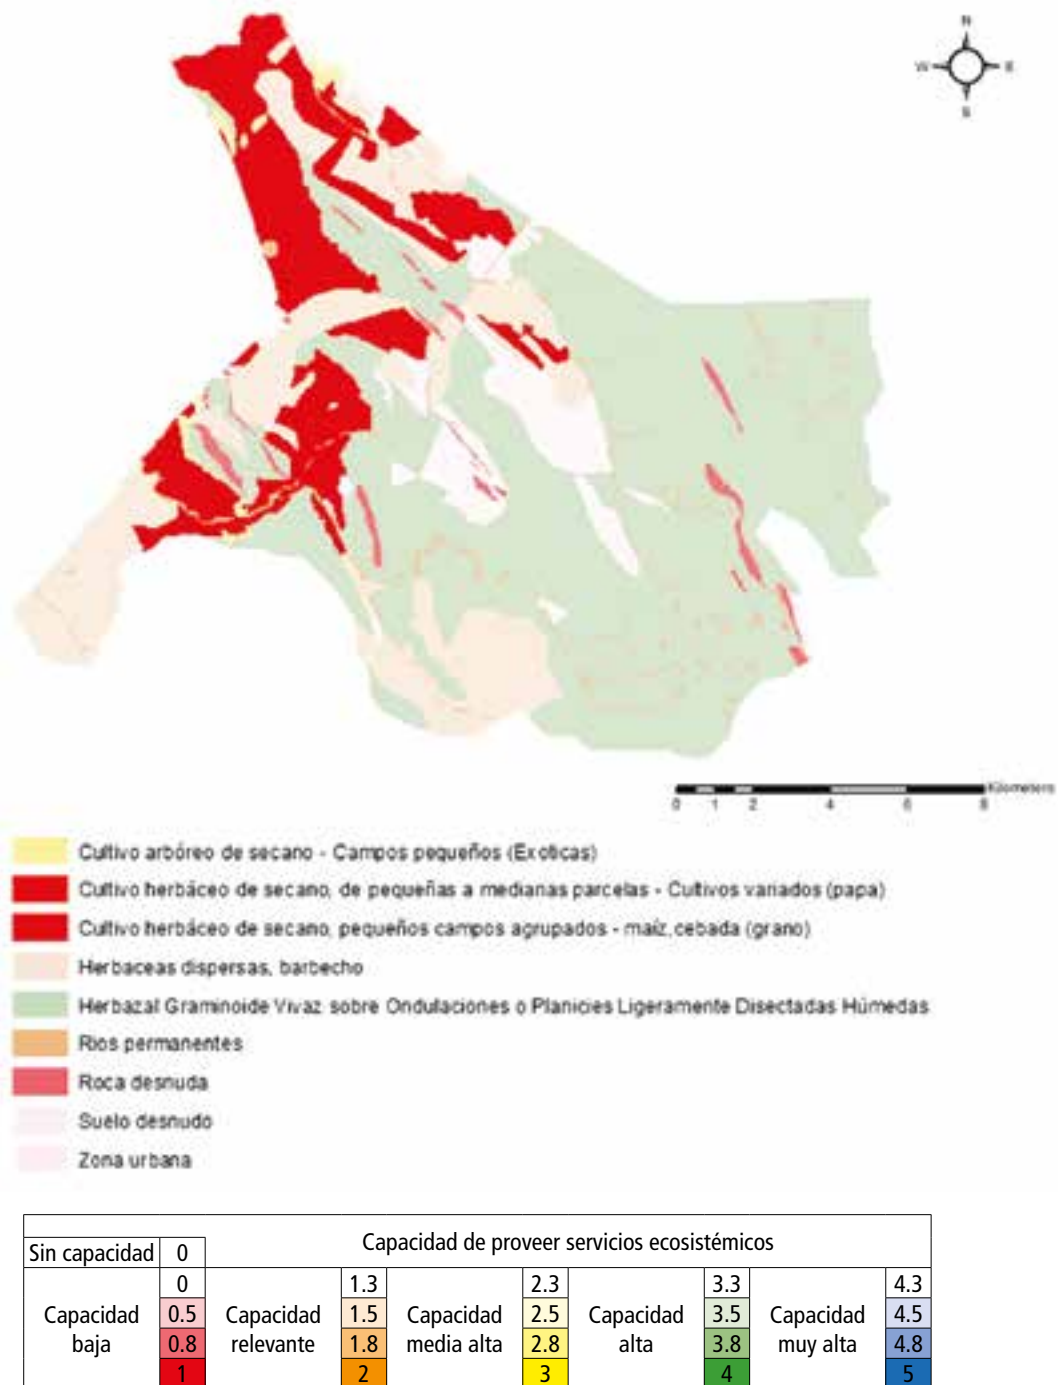 N
W E
S
Kilometers
0 1 2 4 6 8
Cultivo arbóreo de secano - Campos pequeños (Exoticas)
Cultivo herbáceo de secano, de pequeñas a medianas parcelas - Cultivos variados (papa)
Cultivo herbáceo de secano, pequeños campos agrupados - maíz,cebada (grano)
Herbaceas dispersas, barbecho
Herbazal Graminoide Vivaz sobre Ondulaciones o Planicies Ligeramente Disectadas Húmedas
Rios permanentes
Roca desnuda
Suelo desnudo
Zona urbana
Capacidad de proveer servicios ecosistémicos
Sin capacidad 0
0 1.3 2.3 3.3 4.3
Capacidad 0.5 Capacidad 1.5 Capacidad 2.5 Capacidad 3.5 Capacidad 4.5
baja 0.8 relevante 1.8 media alta 2.8 alta 3.8 muy alta 4.8
1 2 3 4 5